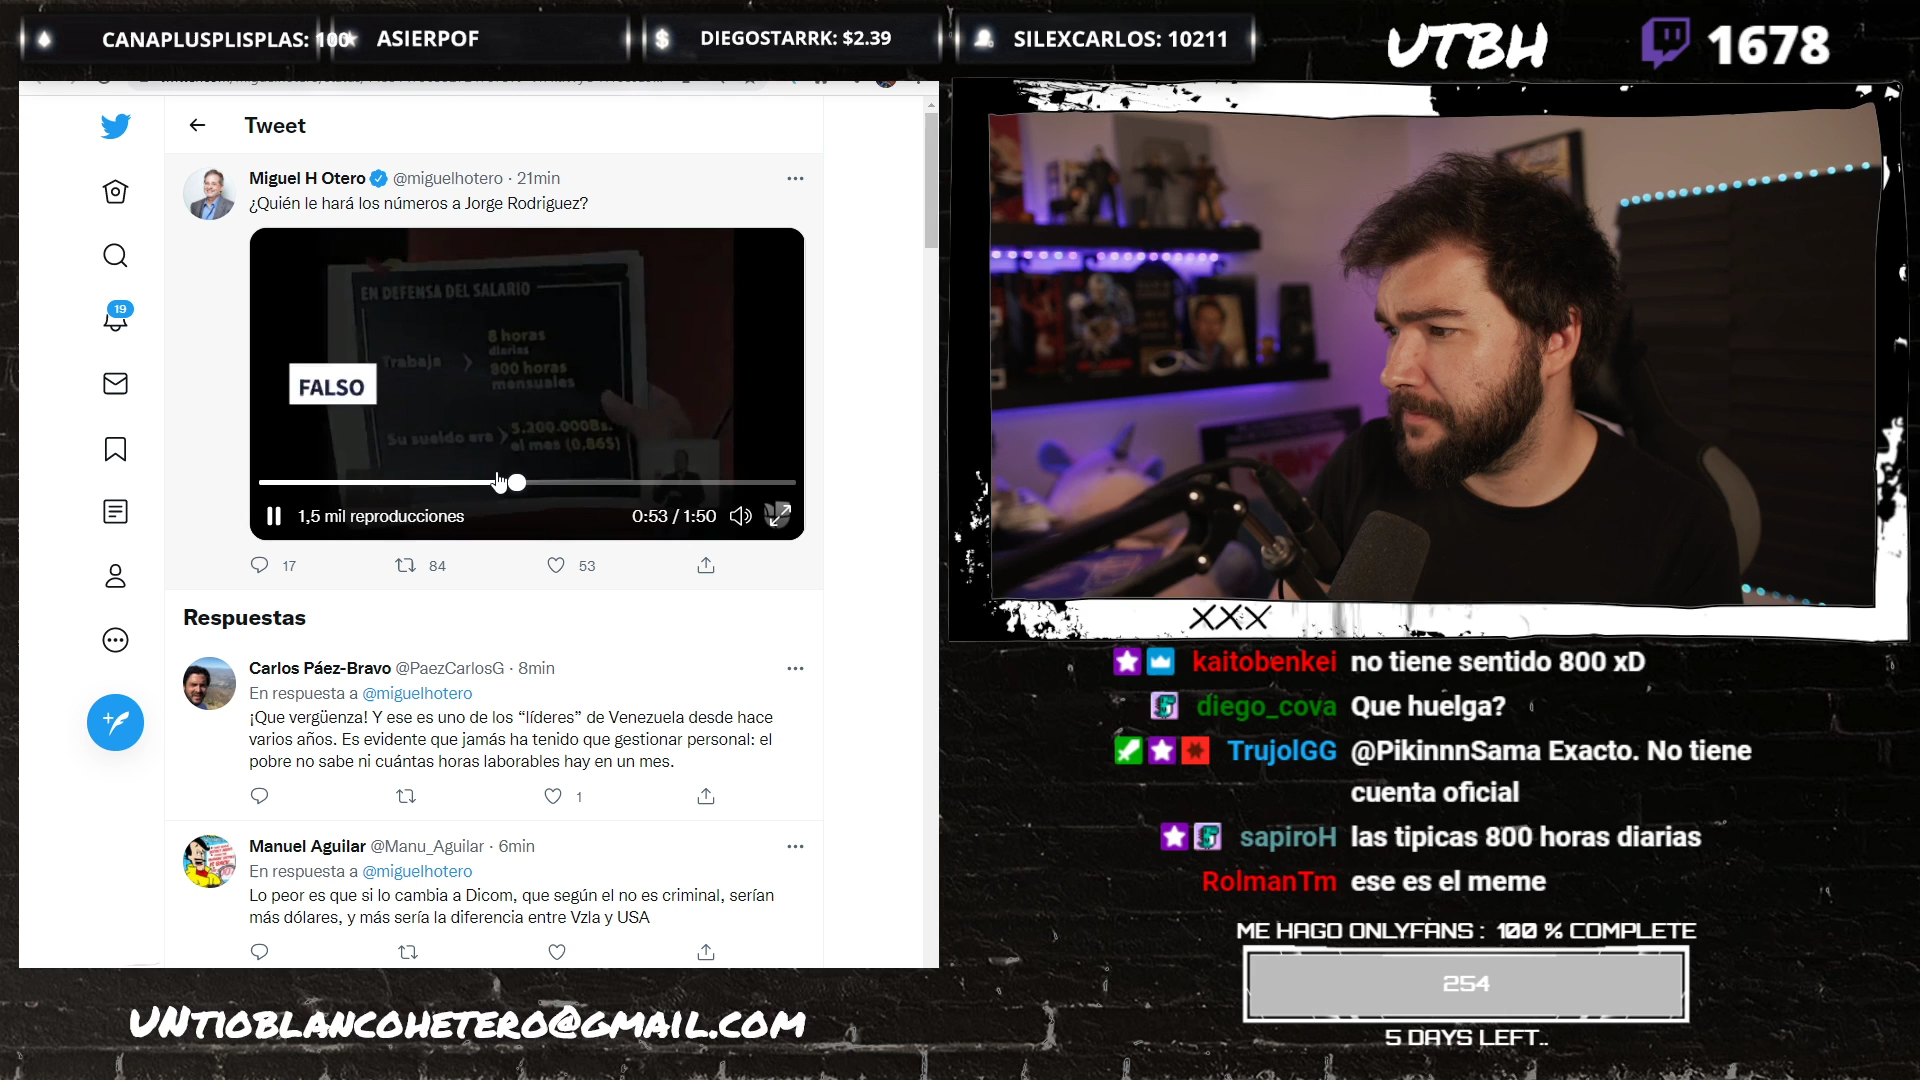 CANAPLUSPLISPLAS: 100
ASIERPOF
$
DIEGOSTARRK: $2.39
SILEXCARLOS: 10211
UTBH
1678
Tweet
Miguel H Otero @miguelhotero · 21min
¿Quién le hará los números a Jorge Rodriguez?
EN DEFENSA DEL SALARIO
8 horas
diarias
Trabaja
800 horas
mensuales
FALSO
5.200.000Bs.
Su sueldo era
el mes (0,86$)
1,5 mil reproducciones
0:53 / 1:50
17
84
53
19
Respuestas
Carlos Páez-Bravo @PaezCarlosG · 8min
En respuesta a @miguelhotero
¡Que vergüenza! Y ese es uno de los “líderes” de Venezuela desde hace
varios años. Es evidente que jamás ha tenido que gestionar personal: el
pobre no sabe ni cuántas horas laborables hay en un mes.
1
Manuel Aguilar @Manu_Aguilar · 6min
En respuesta a @miguelhotero
Lo peor es que si lo cambia a Dicom, que según el no es criminal, serían
más dólares, y más sería la diferencia entre Vzla y USA
XXX
kaitobenkei no tiene sentido 800 xD
diego_cova Que huelga?
TrujolGG @PikinnnSama Exacto. No tiene
cuenta oficial
sapiroH las tipicas 800 horas diarias
RolmanTm ese es el meme
ME HAGO ONLYFANS : 100 % COMPLETE
254
5 DAYS LEFT..
UNTIOBLANCOHETERO@GMAIL.COM